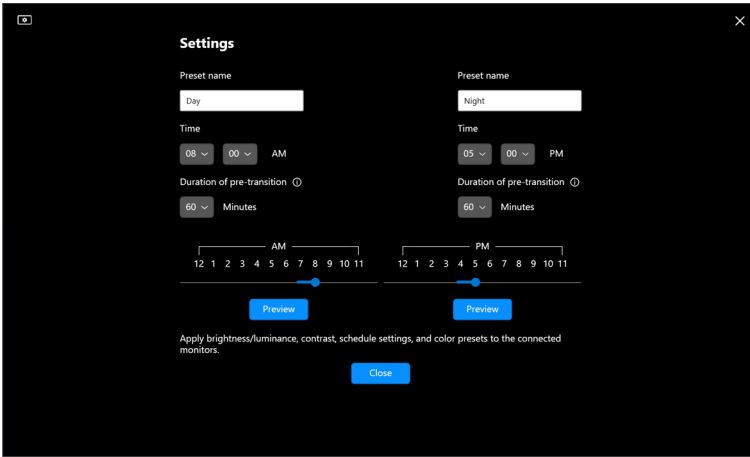 Settings
Preset name Preset name
Day Night
Time Time
08 00 AM 05 00 PM
Duration of pre-transition Duration of pre-transition
60 Minutes 60 Minutes
AM PM
12 1 2 3 4 5 6 7 8 9 10 11 12 1 2 3 4 5 6 7 8 9 10 11
Preview Preview
Apply brightness/luminance, contrast, schedule settings, and color presets to the connected
monitors.
Close